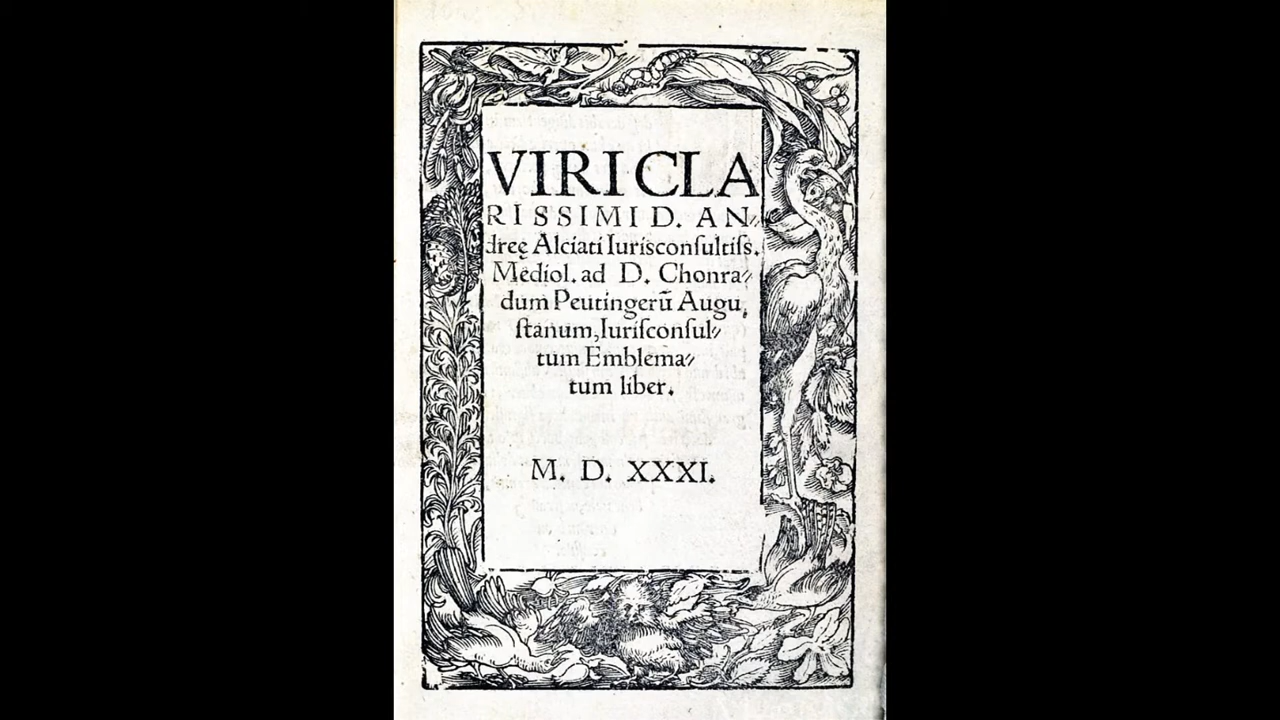 VIRI CLA
RISSIMI D. AN⸗
dreę Alciati Iurisconſultiſs.
Mediol. ad D. Chonra⸗
dum Peutingerū Augu,
ſtanum, Iuriſconſul⸗
tum Emblema⸗
tum liber.
M. D. XXXI.